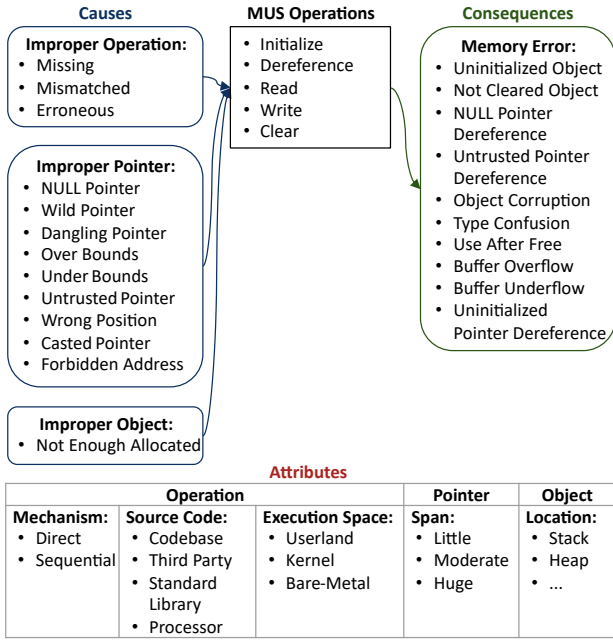 Causes
Improper Operation:
• Missing
• Mismatched
• Erroneous
Improper Pointer:
• NULL Pointer
• Wild Pointer
• Dangling Pointer
• Over Bounds
• Under Bounds
• Untrusted Pointer
• Wrong Position
• Casted Pointer
• Forbidden Address
Improper Object:
• Not Enough Allocated
MUS Operations
• Initialize
• Dereference
• Read
• Write
• Clear
Consequences
Memory Error:
• Uninitialized Object
• Not Cleared Object
• NULL Pointer
Dereference
• Untrusted Pointer
Dereference
• Object Corruption
• Type Confusion
• Use After Free
• Buffer Overflow
• Buffer Underflow
• Uninitialized
Pointer Dereference
Attributes
Operation
Mechanism:
• Direct
• Sequential
Source Code:
• Codebase
• Third Party
• Standard
Library
• Processor
Execution Space:
• Userland
• Kernel
• Bare-Metal
Pointer
Span:
• Little
• Moderate
• Huge
Object
Location:
• Stack
• Heap
• ...